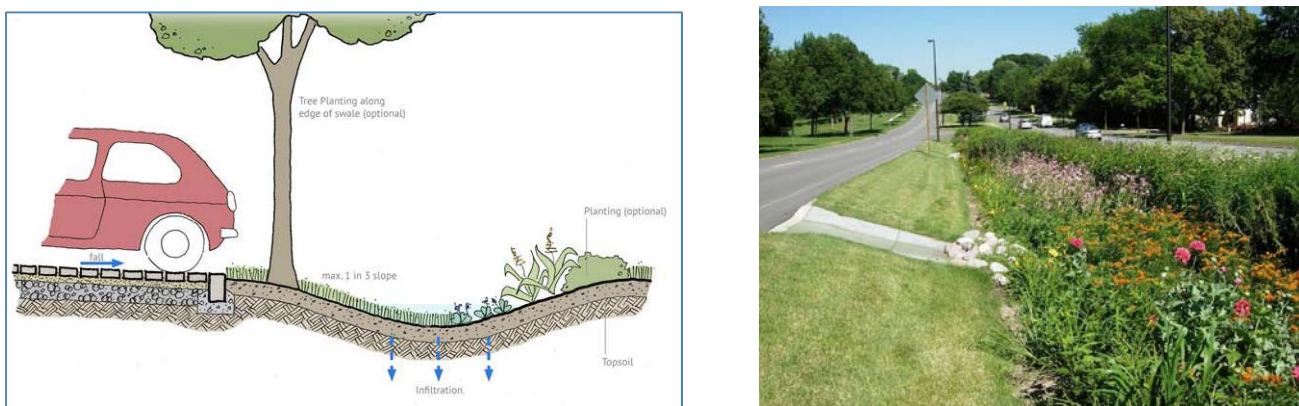 Tree Planting along
edge of swale (optional)
Planting (optional)
fall
max. 1 in 3 slope
Topsoil
Infiltration.